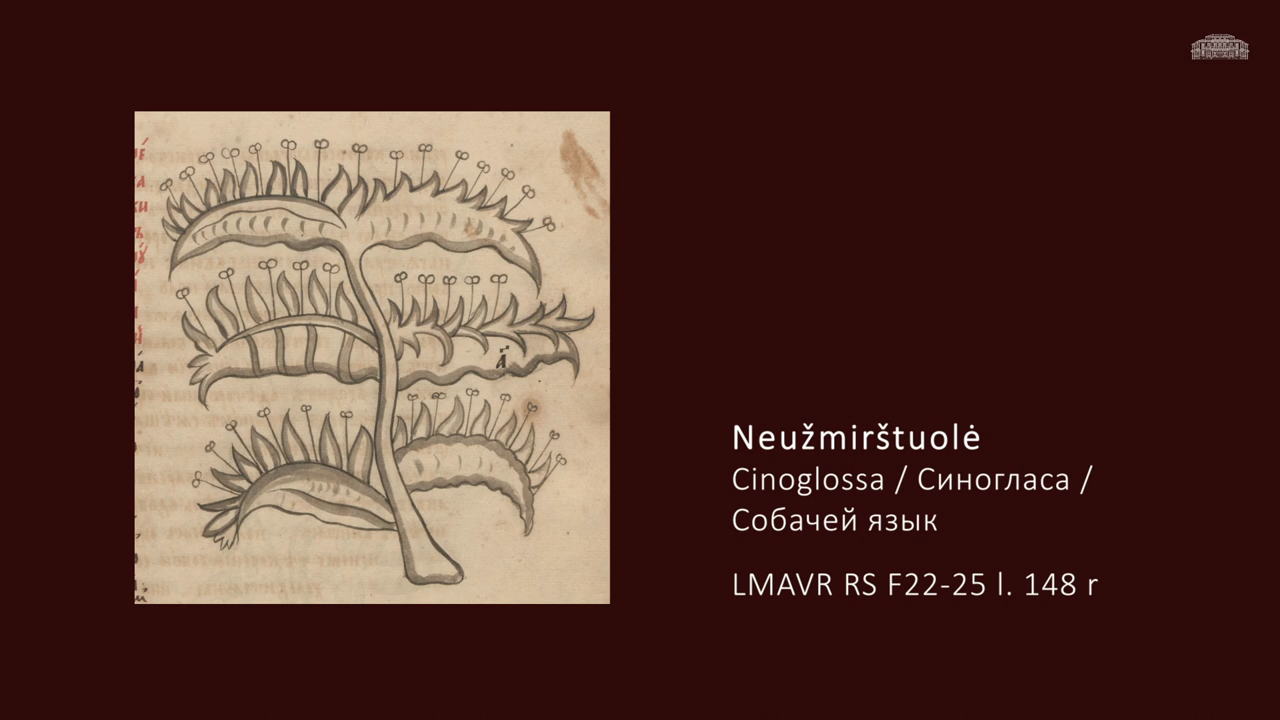 Neužmirštuolė
Cinoglossa / Синогласа /
Собачей язык
LMAVR RS F22-25 l. 148 r